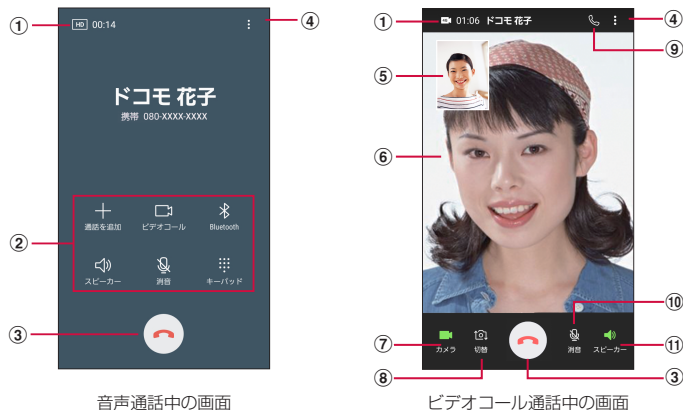 ① HD 00:14 ④
ドコモ 花子
携帯 080-XXXX-XXXX
②
通話を追加 ビデオコール Bluetooth
スピーカー 消音 キーパッド
③
音声通話中の画面
① HD 01:06 ドコモ 花子 ④
⑨
⑤
⑥
⑩
⑦ カメラ 切替 消音 スピーカー ⑪
⑧ ③
ビデオコール通話中の画面